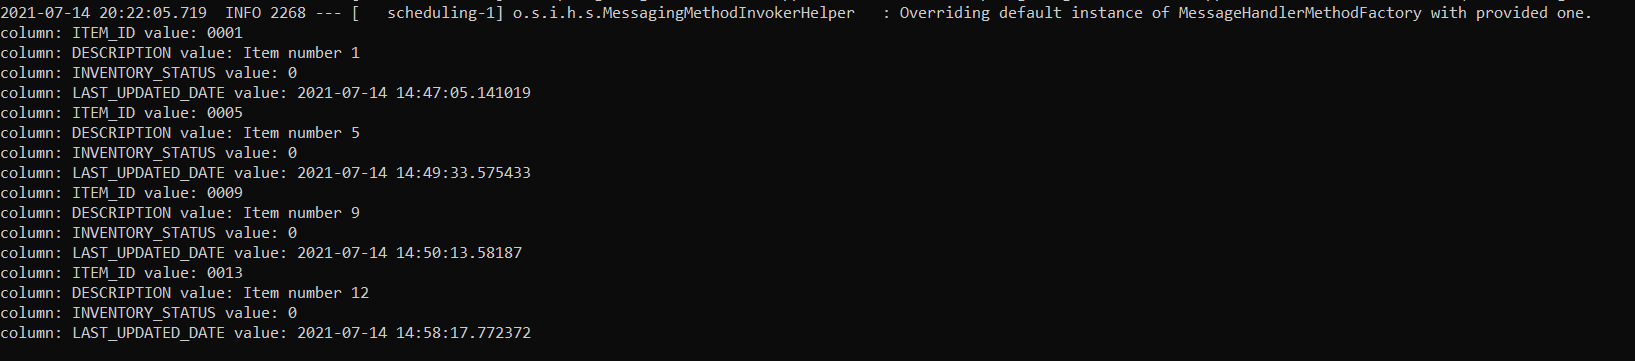 2021-07-14 20:22:05.719  INFO 2268 --- [   scheduling-1] o.s.i.h.s.MessagingMethodInvokerHelper   : Overriding default instance of MessageHandlerMethodFactory with provided one.
column: ITEM_ID value: 0001
column: DESCRIPTION value: Item number 1
column: INVENTORY_STATUS value: 0
column: LAST_UPDATED_DATE value: 2021-07-14 14:47:05.141019
column: ITEM_ID value: 0005
column: DESCRIPTION value: Item number 5
column: INVENTORY_STATUS value: 0
column: LAST_UPDATED_DATE value: 2021-07-14 14:49:33.575433
column: ITEM_ID value: 0009
column: DESCRIPTION value: Item number 9
column: INVENTORY_STATUS value: 0
column: LAST_UPDATED_DATE value: 2021-07-14 14:50:13.58187
column: ITEM_ID value: 0013
column: DESCRIPTION value: Item number 12
column: INVENTORY_STATUS value: 0
column: LAST_UPDATED_DATE value: 2021-07-14 14:58:17.772372